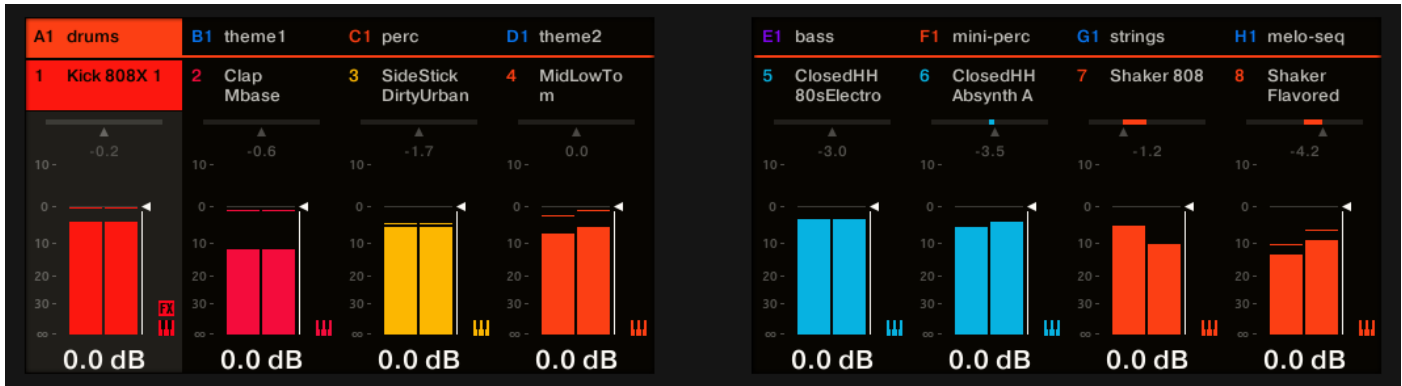 A1 drums B1 theme1 C1 perc D1 theme2 E1 bass F1 mini-perc G1 strings H1 melo-seq
1 Kick 808X 1 2 Clap 3 SideStick 4 MidLowTo 5 ClosedHH 6 ClosedHH 7 Shaker 808 8 Shaker
Mbase DirtyUrban m 80sElectro Absynth A Flavored
-0.2 -0.6 -1.7 0.0 -3.0 -3.5 -1.2 -4.2
10- 10- 10- 10- 10- 10- 10- 10-
0- 0- 0- 0- 0- 0- 0- 0-
10- 10- 10- 10- 10- 10- 10- 10-
20- 20- 20- 20- 20- 20- 20- 20-
30- FX 30- 30- 30- 30- 30- 30- 30-
∞- ∞- ∞- ∞- ∞- ∞- ∞- ∞-
0.0 dB 0.0 dB 0.0 dB 0.0 dB 0.0 dB 0.0 dB 0.0 dB 0.0 dB